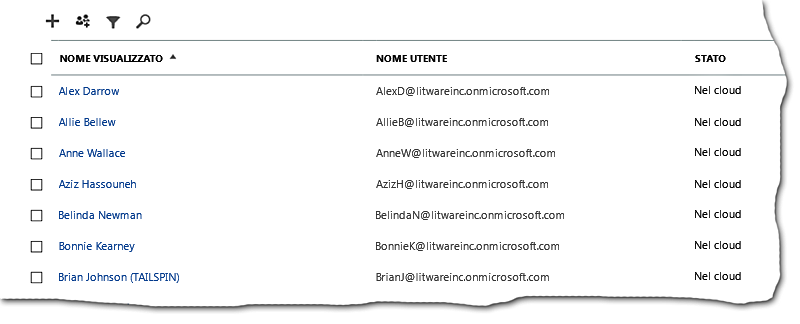 NOME VISUALIZZATO NOME UTENTE STATO
Alex Darrow AlexD@litwareinc.onmicrosoft.com Nel cloud
Allie Bellew AllieB@litwareinc.onmicrosoft.com Nel cloud
Anne Wallace AnneW@litwareinc.onmicrosoft.com Nel cloud
Aziz Hassouneh AzizH@litwareinc.onmicrosoft.com Nel cloud
Belinda Newman BelindaN@litwareinc.onmicrosoft.com Nel cloud
Bonnie Kearney BonnieK@litwareinc.onmicrosoft.com Nel cloud
Brian Johnson (TAILSPIN) BrianJ@litwareinc.onmicrosoft.com Nel cloud